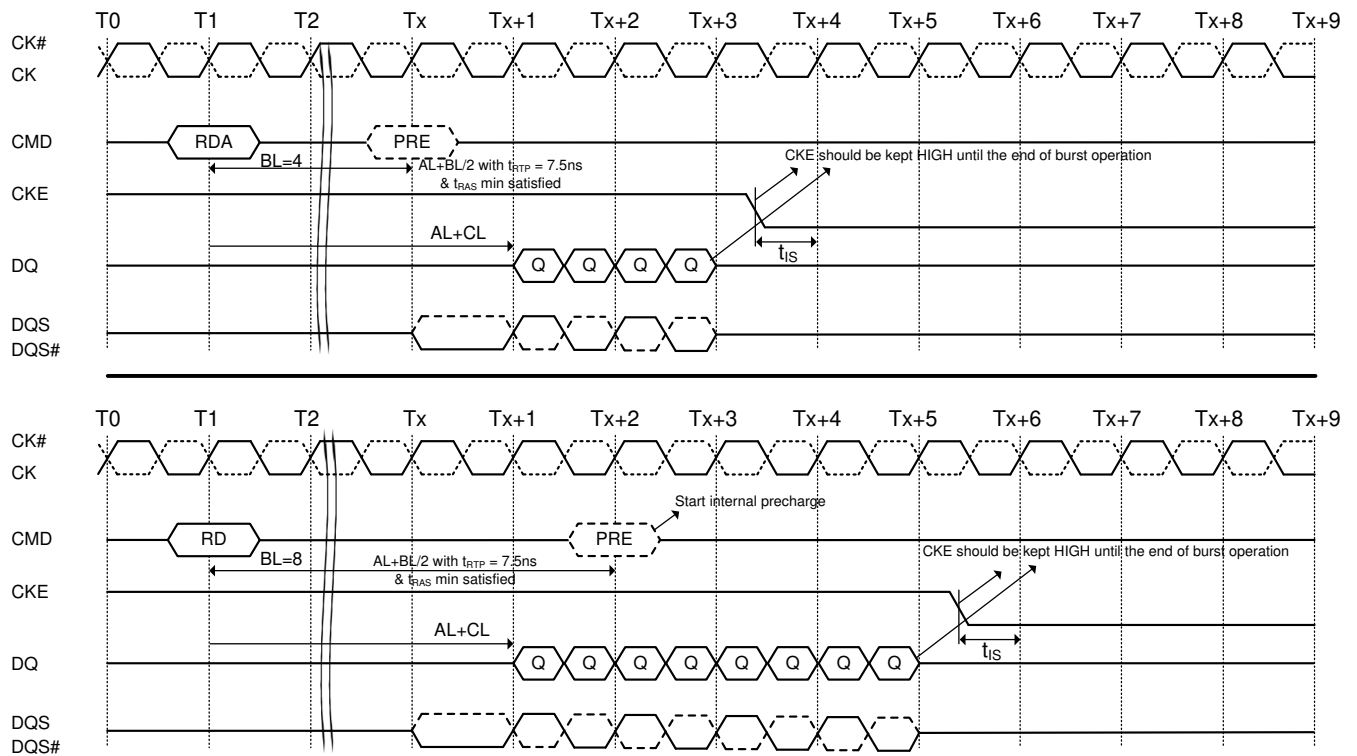 T0 T1 T2 Tx Tx+1 Tx+2 Tx+3 Tx+4 Tx+5 Tx+6 Tx+7 Tx+8 Tx+9
CK#
CK
CMD RDA PRE
BL=4 AL+BL/2 with tRTP = 7.5ns
& tRAS min satisfied
CKE should be kept HIGH until the end of burst operation
CKE
AL+CL
tIS
DQ Q Q Q Q
DQS
DQS#
T0 T1 T2 Tx Tx+1 Tx+2 Tx+3 Tx+4 Tx+5 Tx+6 Tx+7 Tx+8 Tx+9
CK#
CK
Start internal precharge
CMD RD PRE
BL=8 AL+BL/2 with tRTP = 7.5ns
& tRAS min satisfied
CKE should be kept HIGH until the end of burst operation
CKE
AL+CL
tIS
DQ Q Q Q Q Q Q Q Q
DQS
DQS#